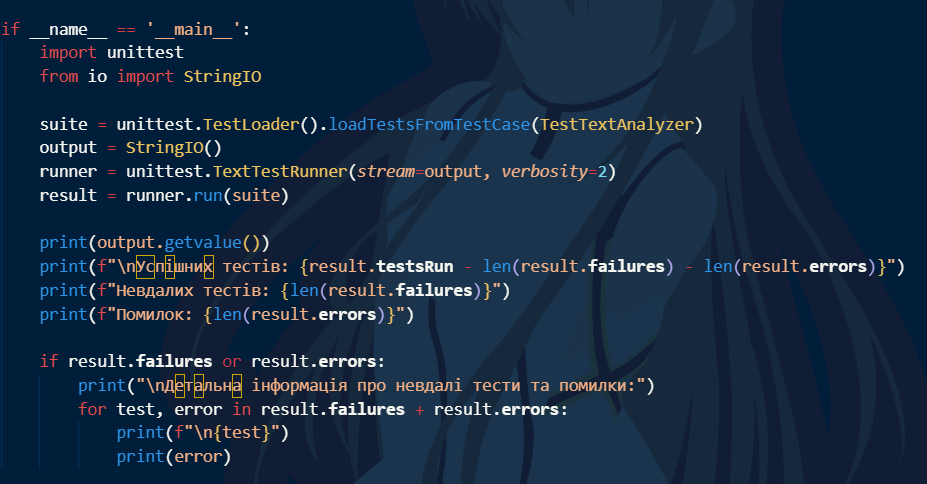 if __name__ == '__main__':
    import unittest
    from io import StringIO

    suite = unittest.TestLoader().loadTestsFromTestCase(TestTextAnalyzer)
    output = StringIO()
    runner = unittest.TextTestRunner(stream=output, verbosity=2)
    result = runner.run(suite)

    print(output.getvalue())
    print(f"\nУспішних тестів: {result.testsRun - len(result.failures) - len(result.errors)}")
    print(f"Невдалих тестів: {len(result.failures)}")
    print(f"Помилок: {len(result.errors)}")

    if result.failures or result.errors:
        print("\nДетальна інформація про невдалі тести та помилки:")
        for test, error in result.failures + result.errors:
            print(f"\n{test}")
            print(error)